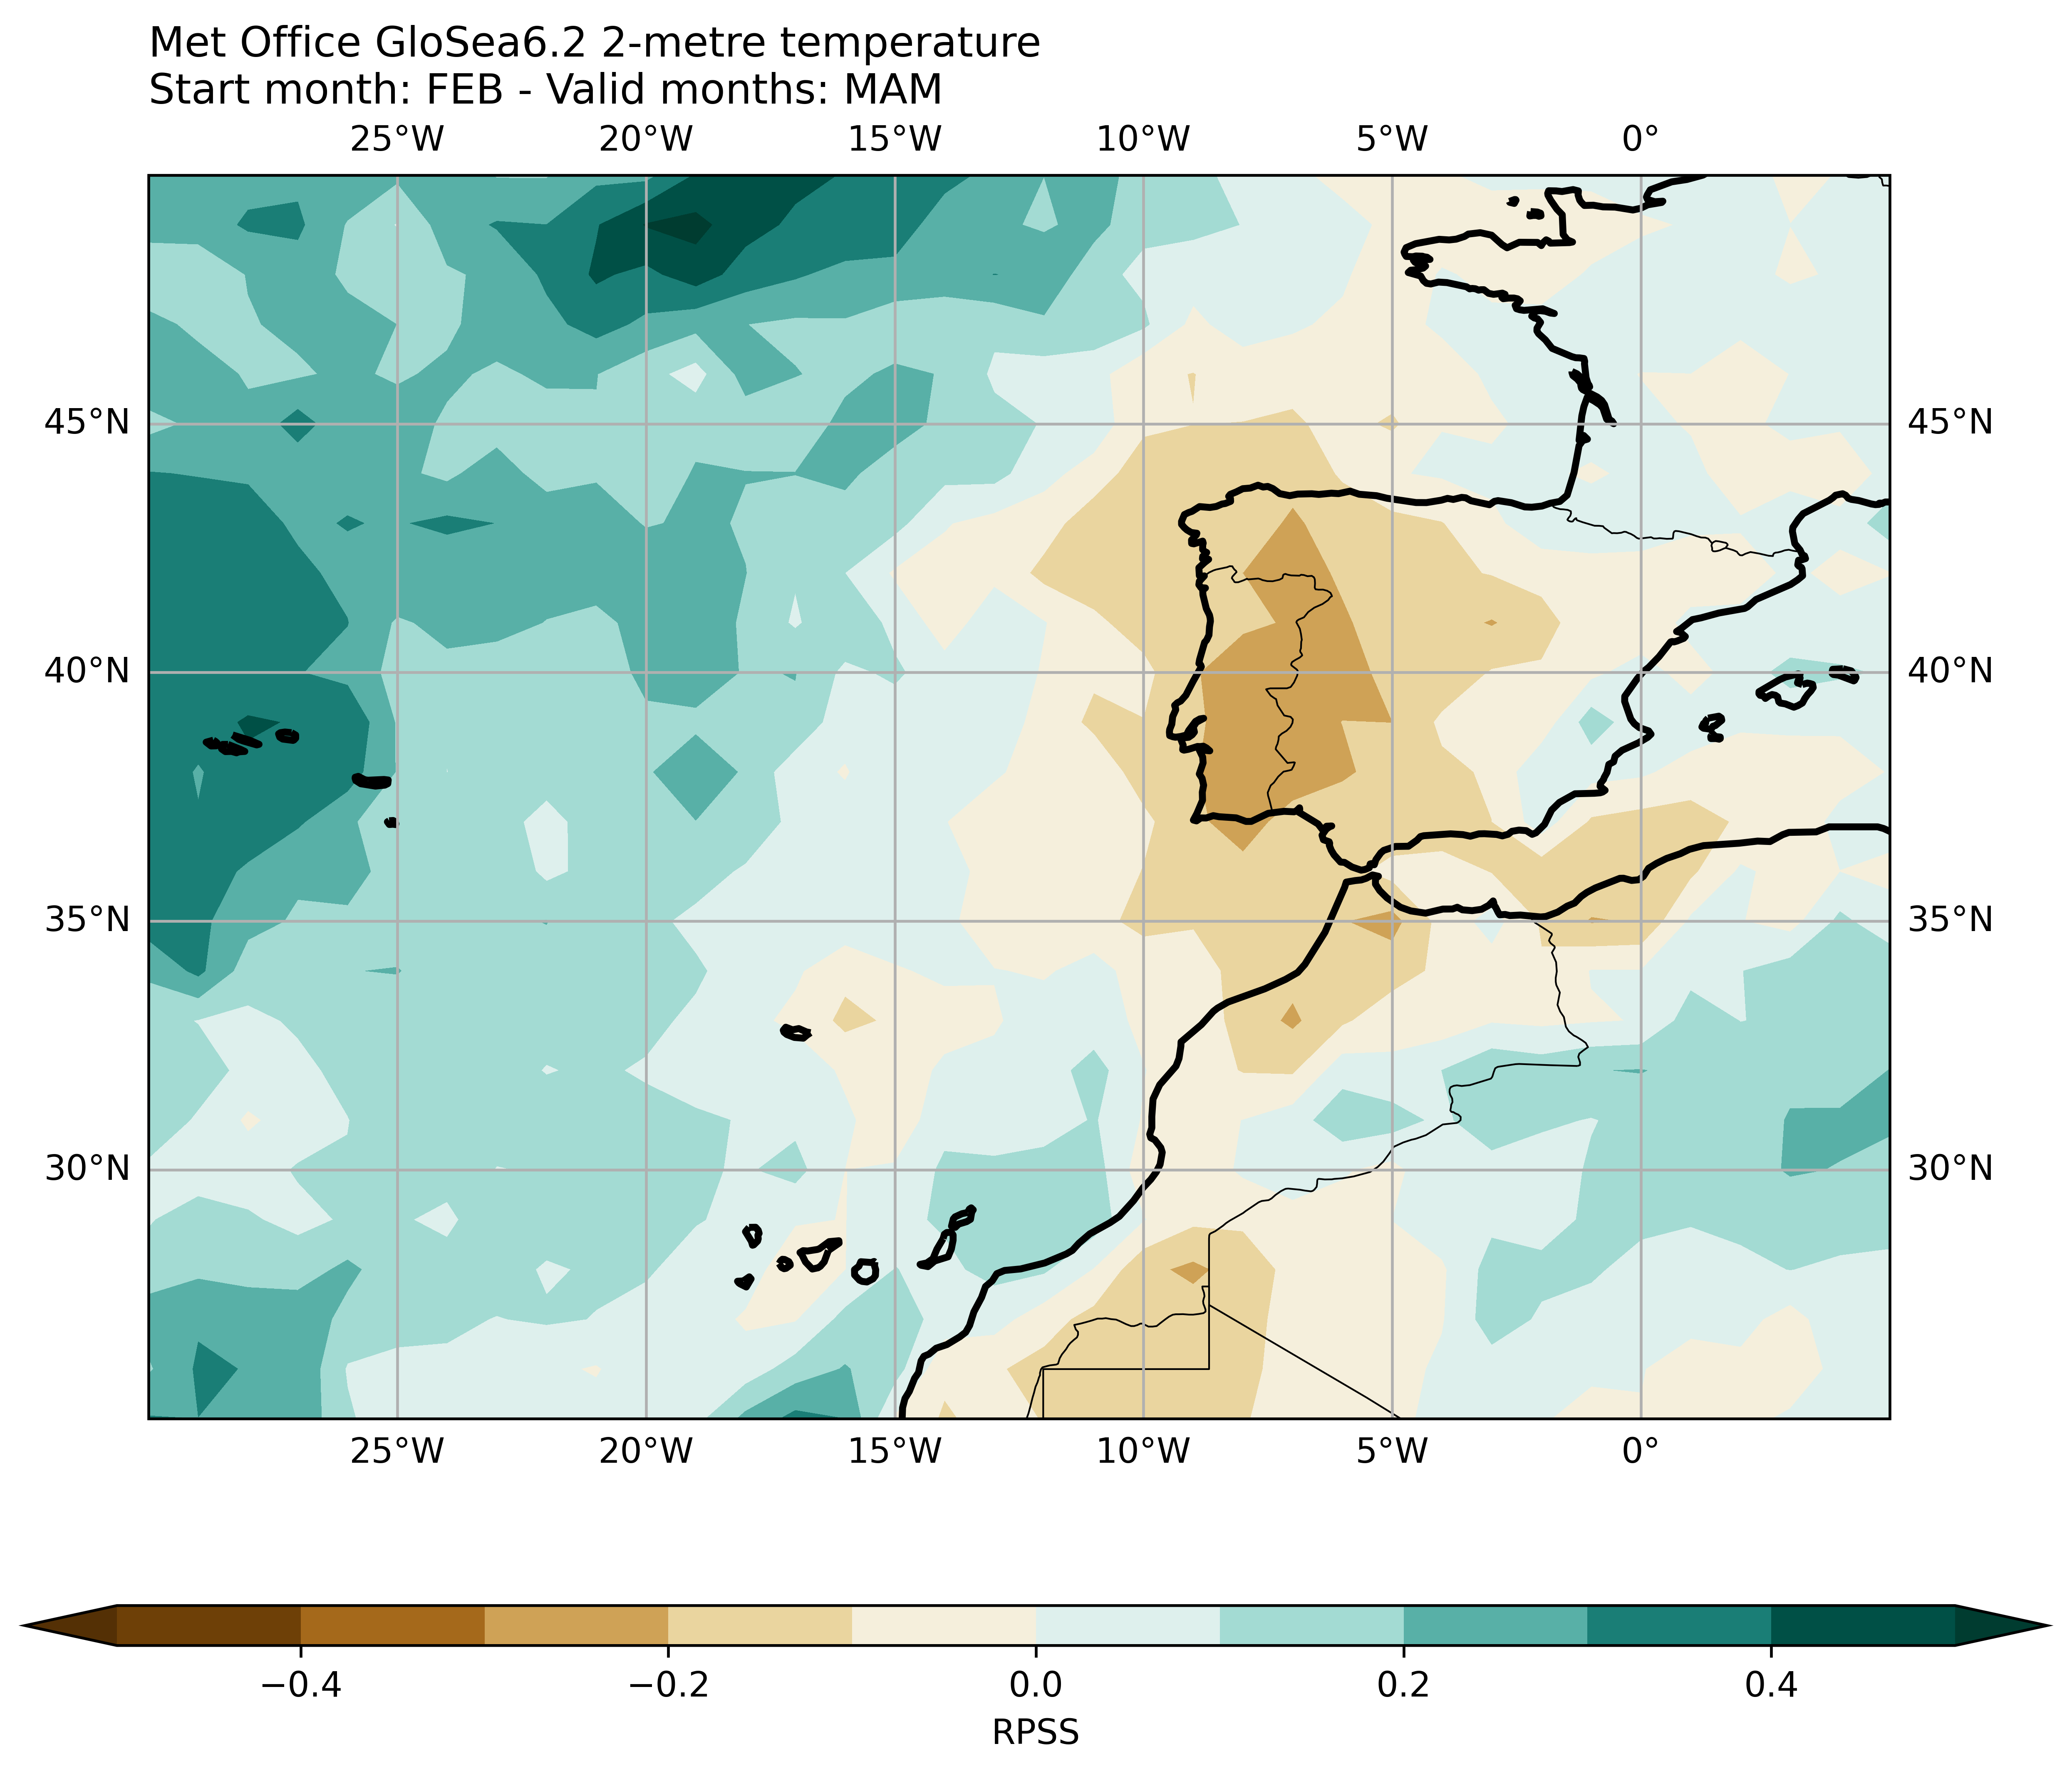 Met Office GloSea6.2 2-metre temperature
Start month: FEB - Valid months: MAM
25°W 20°W 15°W 10°W 5°W 0°
45°N 45°N
40°N 40°N
35°N 35°N
30°N 30°N
25°W 20°W 15°W 10°W 5°W 0°
−0.4 −0.2 0.0 0.2 0.4
RPSS